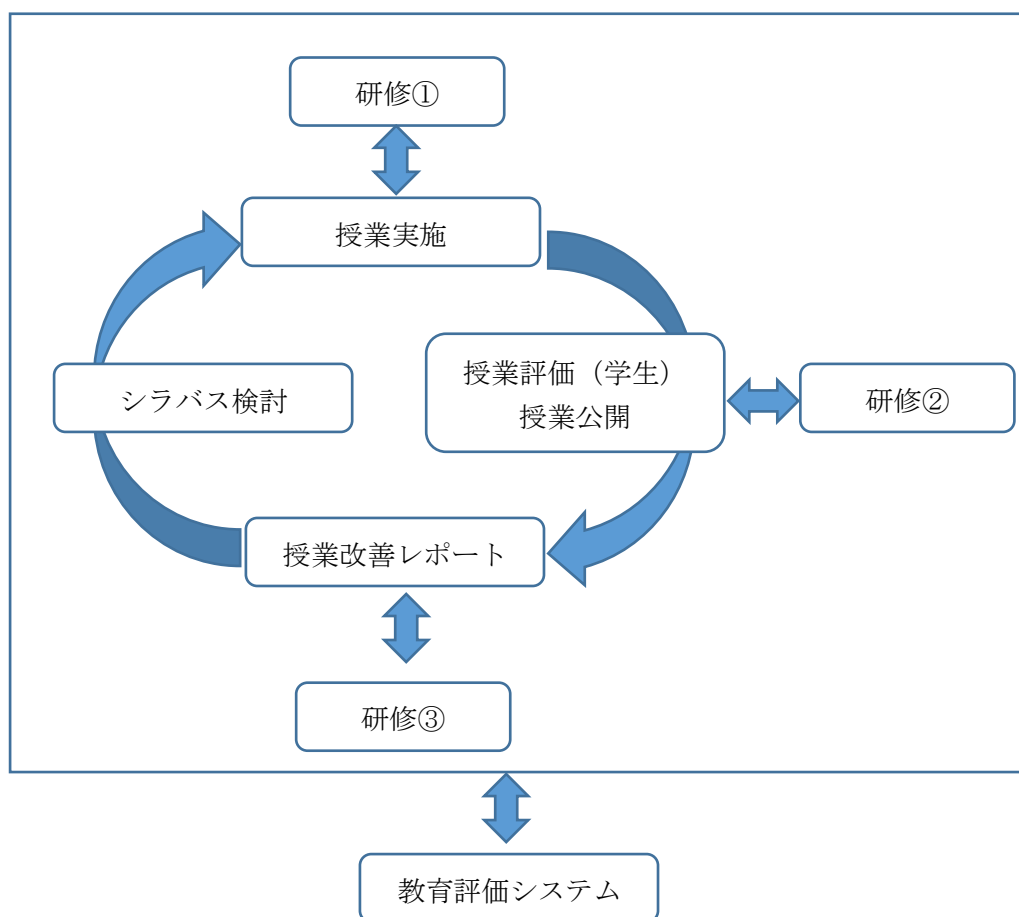 研修①
授業実施
シラバス検討
授業評価（学生）
授業公開
研修②
授業改善レポート
研修③
教育評価システム